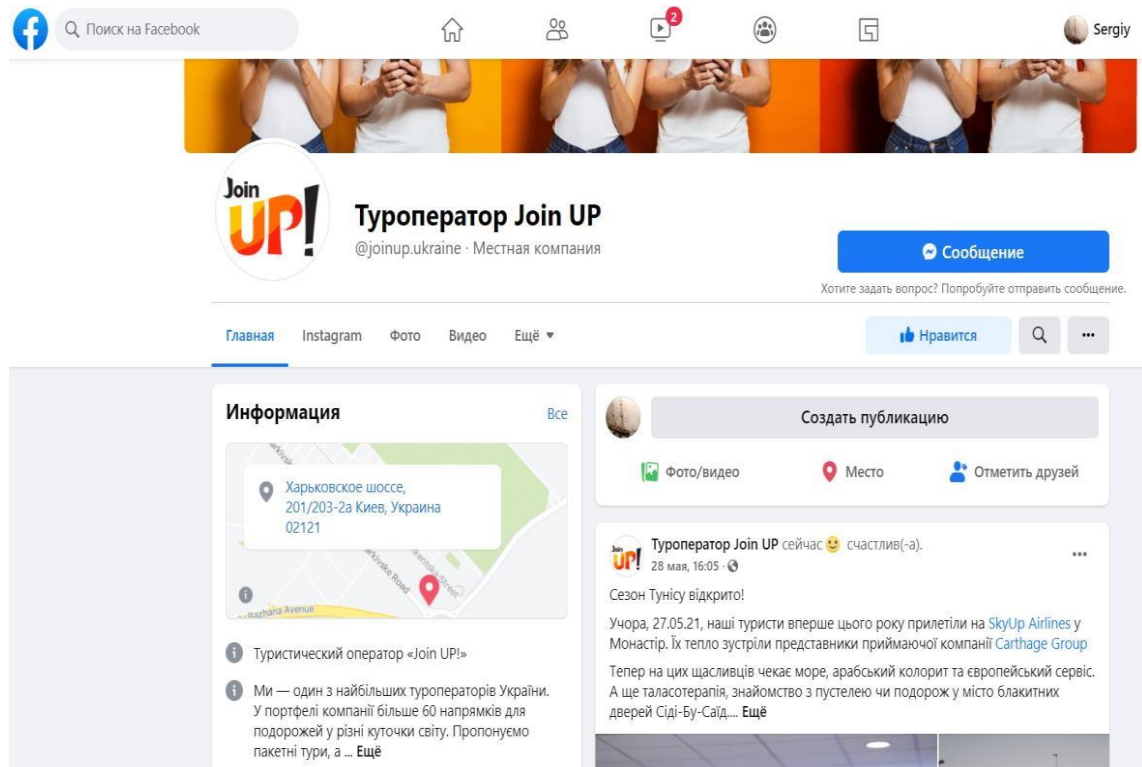 Поиск на Facebook
2
Sergiy
Join
UP!
Туроператор Join UP
@joinup.ukraine · Местная компания
Сообщение
Хотите задать вопрос? Попробуйте отправить сообщение.
Главная Instagram Фото Видео Ещё
Нравится
Информация
Все
Харьковское шоссе,
201/203-2а Киев, Украина
02121
Road
Street
Bazhana Avenue
Туристический оператор «Join UP!»
Ми — один з найбільших туроператорів України.
У портфелі компанії більше 60 напрямків для
подорожей у різні куточки світу. Пропонуємо
пакетні тури, а ... Ещё
Создать публикацию
Фото/видео Место Отметить друзей
Join
UP!
Туроператор Join UP сейчас счастлив(-а).
28 мая, 16:05 ·
Сезон Тунісу відкрито!
Учора, 27.05.21, наші туристи вперше цього року прилетіли на SkyUp Airlines у
Монастір. Їх тепло зустріли представники приймаючої компанії Carthage Group
Тепер на цих щасливців чекає море, арабський колорит та європейський сервіс.
А ще таласотерапія, знайомство з пустелею чи подорож у місто блакитних
дверей Сіді-Бу-Саїд.... Ещё